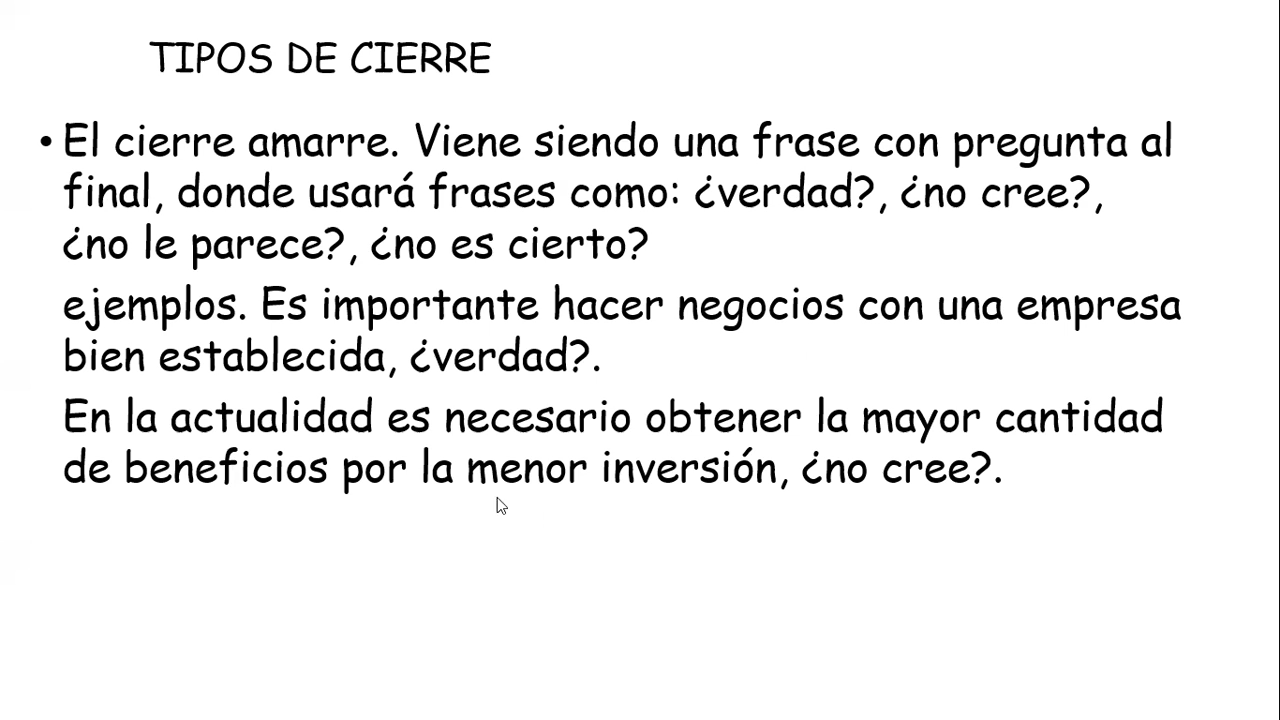 TIPOS DE CIERRE
• El cierre amarre. Viene siendo una frase con pregunta al
final, donde usará frases como: ¿verdad?, ¿no cree?,
¿no le parece?, ¿no es cierto?
ejemplos. Es importante hacer negocios con una empresa
bien establecida, ¿verdad?.
En la actualidad es necesario obtener la mayor cantidad
de beneficios por la menor inversión, ¿no cree?.